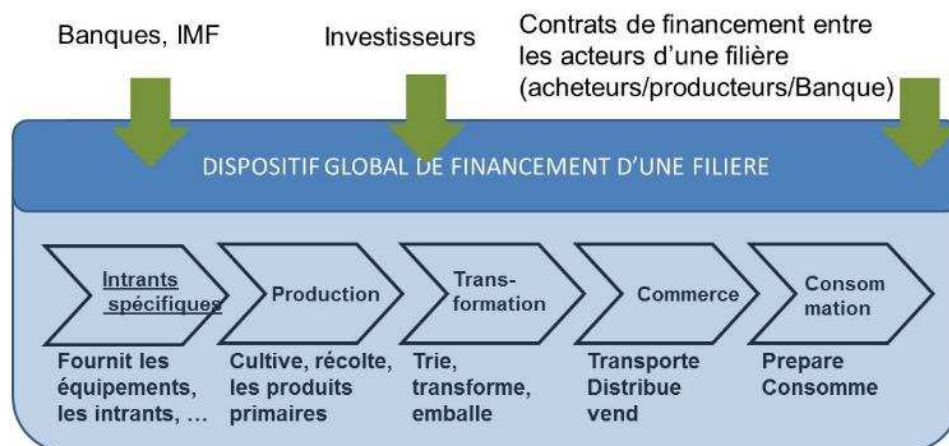 Banques, IMF
Investisseurs
Contrats de financement entre
les acteurs d'une filière
(acheteurs/producteurs/Banque)
DISPOSITIF GLOBAL DE FINANCEMENT D'UNE FILIERE
Intrants
spécifiques
Production
Trans-
formation
Commerce
Consom
mation
Fournit les
équipements,
les intrants, ...
Cultive, récolte,
les produits
primaires
Trie,
transforme,
emballe
Transporte
Distribue
vend
Prepare
Consomme